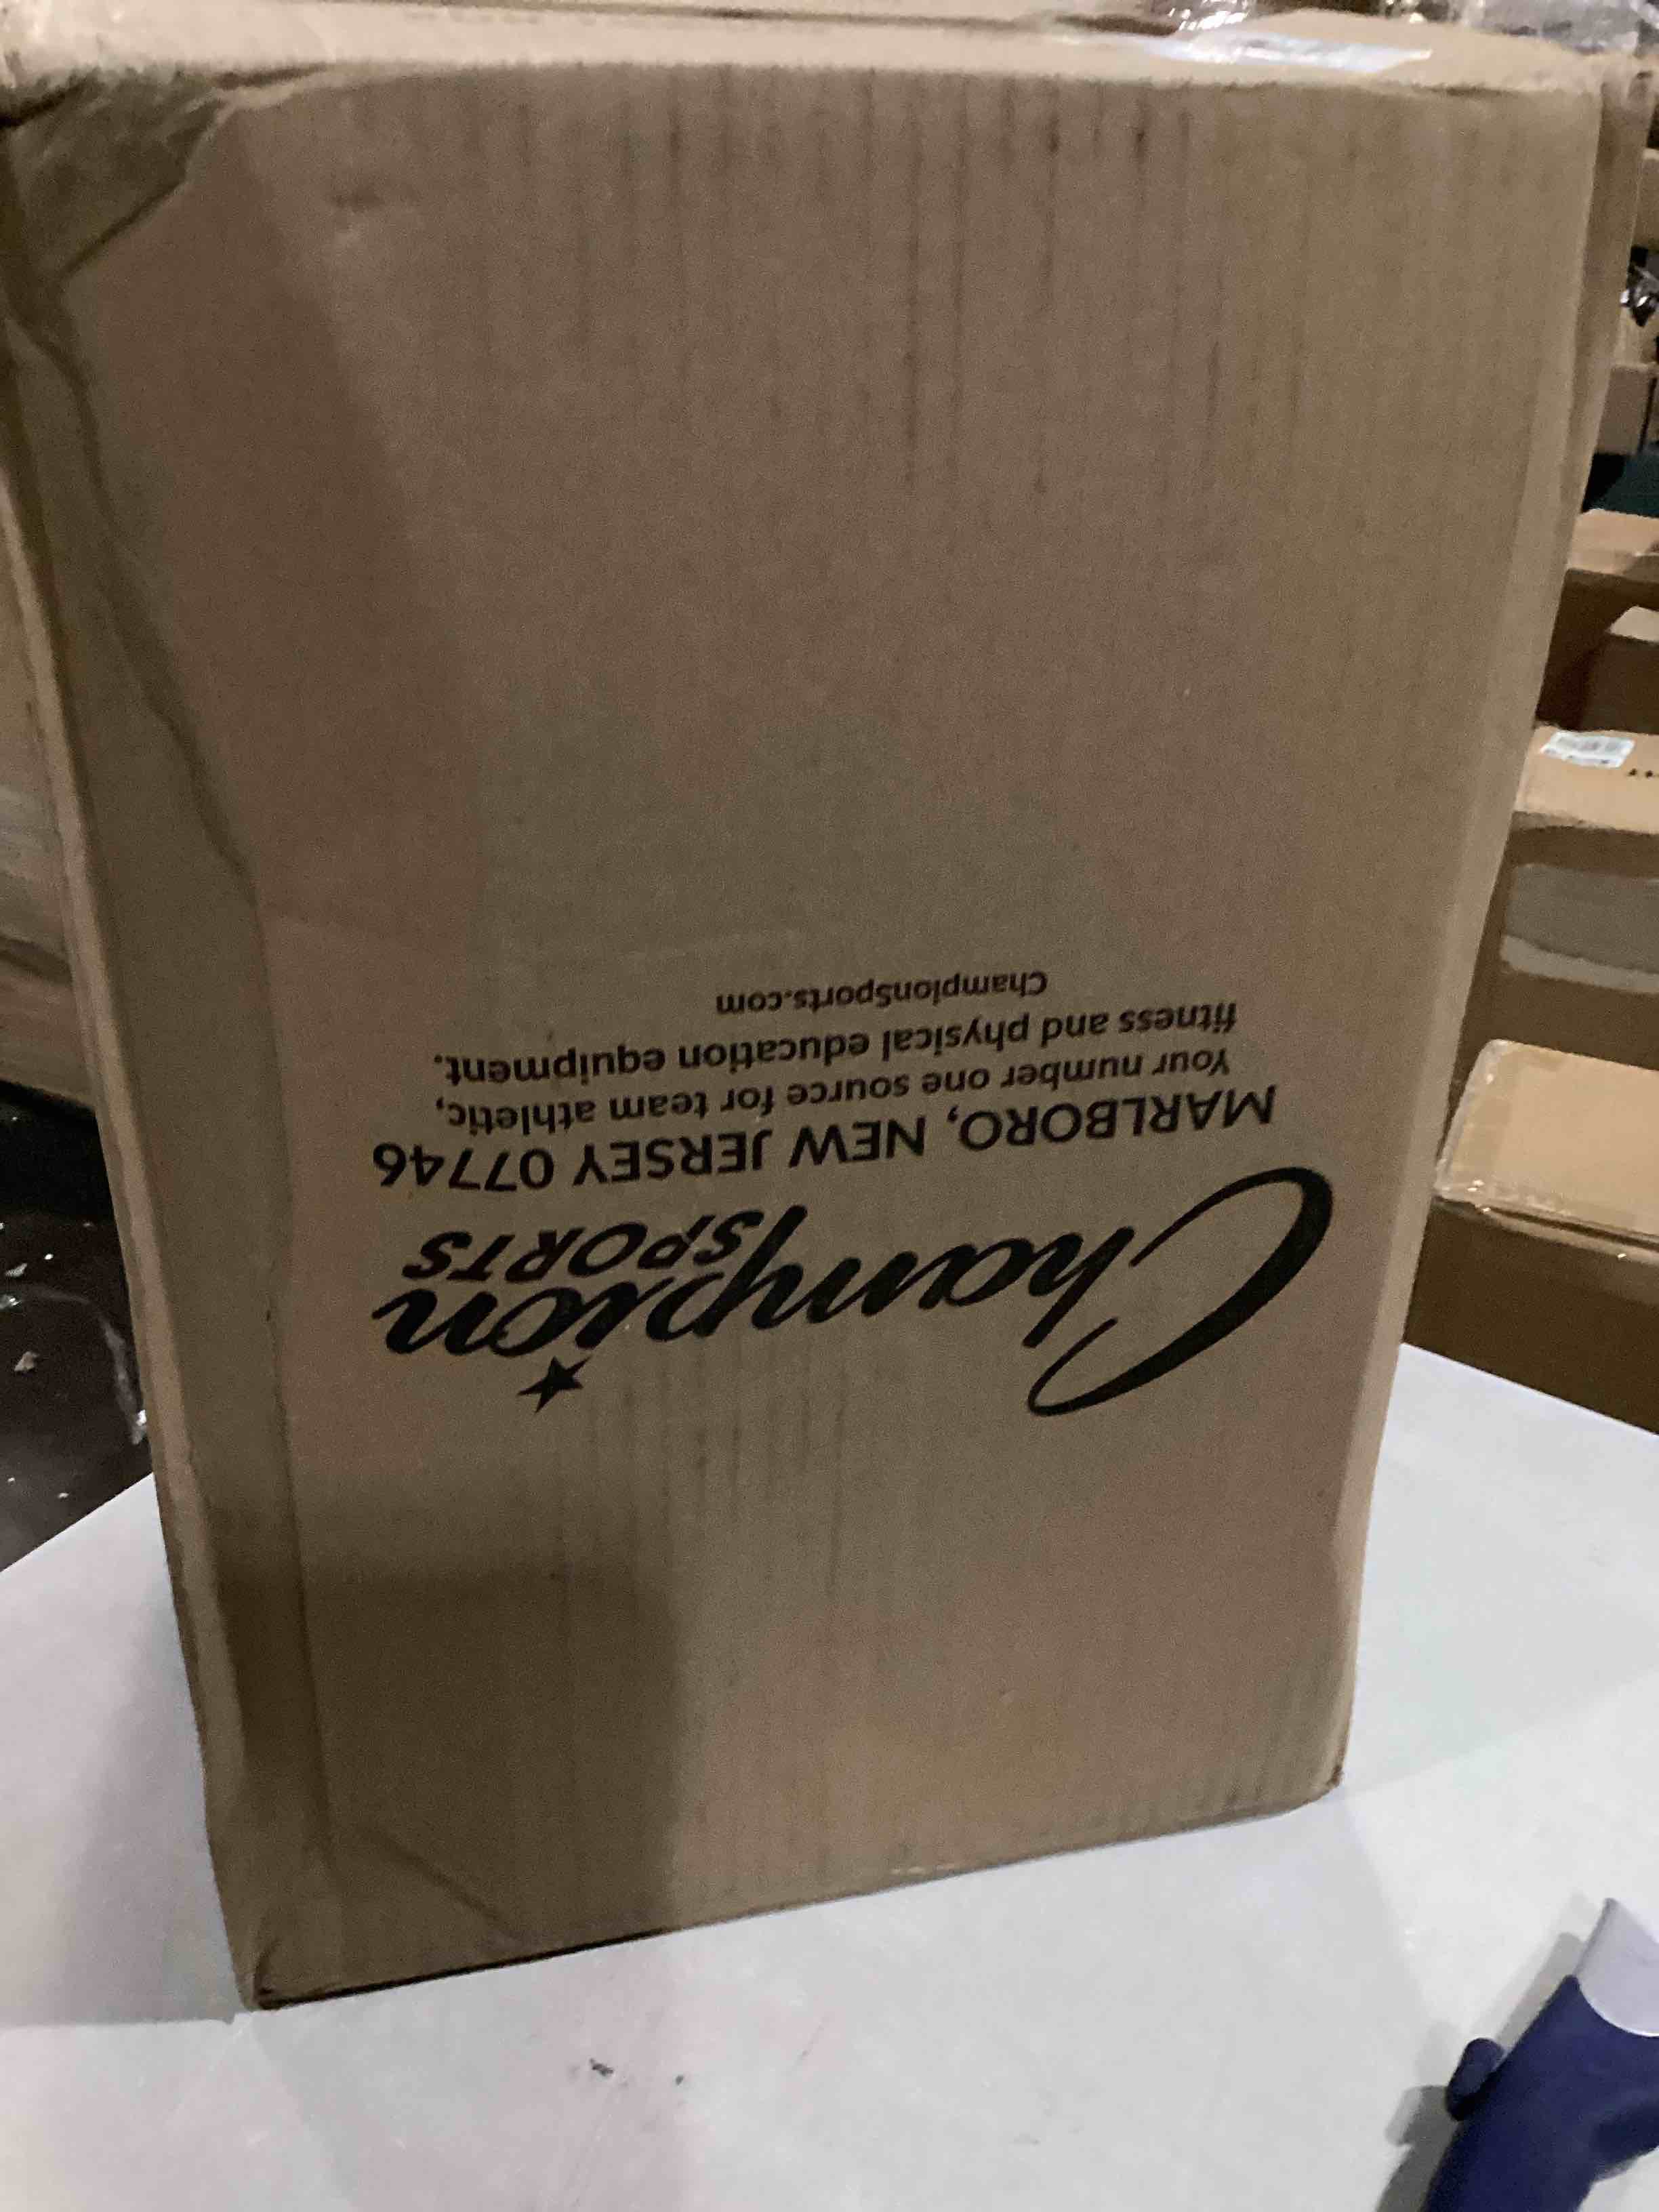 Champion
SPORTS
MARLBORO, NEW JERSEY 07746
Your number one source for team athletic,
fitness and physical education equipment.
ChampionSports.com